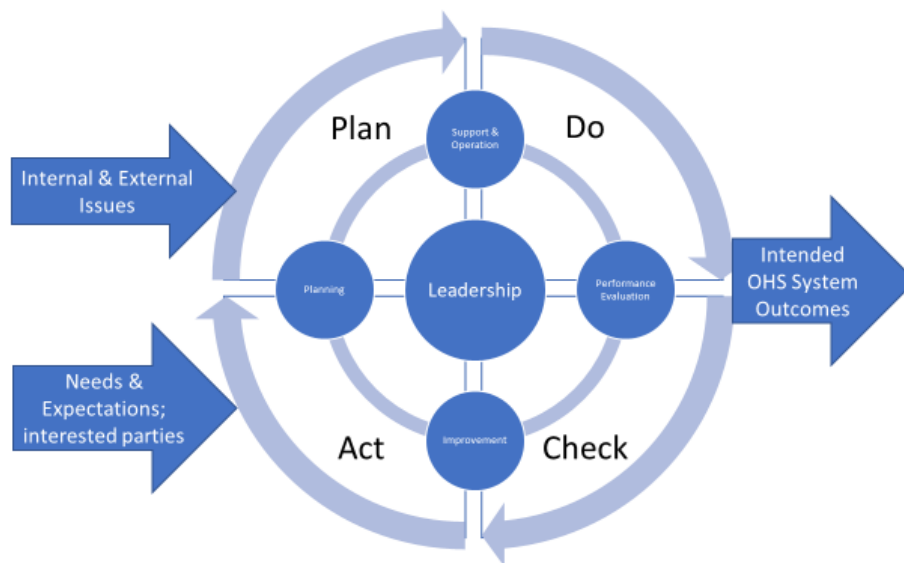 Plan
Do
Support &
Operation
Internal & External
Issues
Planning
Leadership
Performance
Evaluation
Intended
OHS System
Outcomes
Needs &
Expectations;
interested parties
Act
Improvement
Check